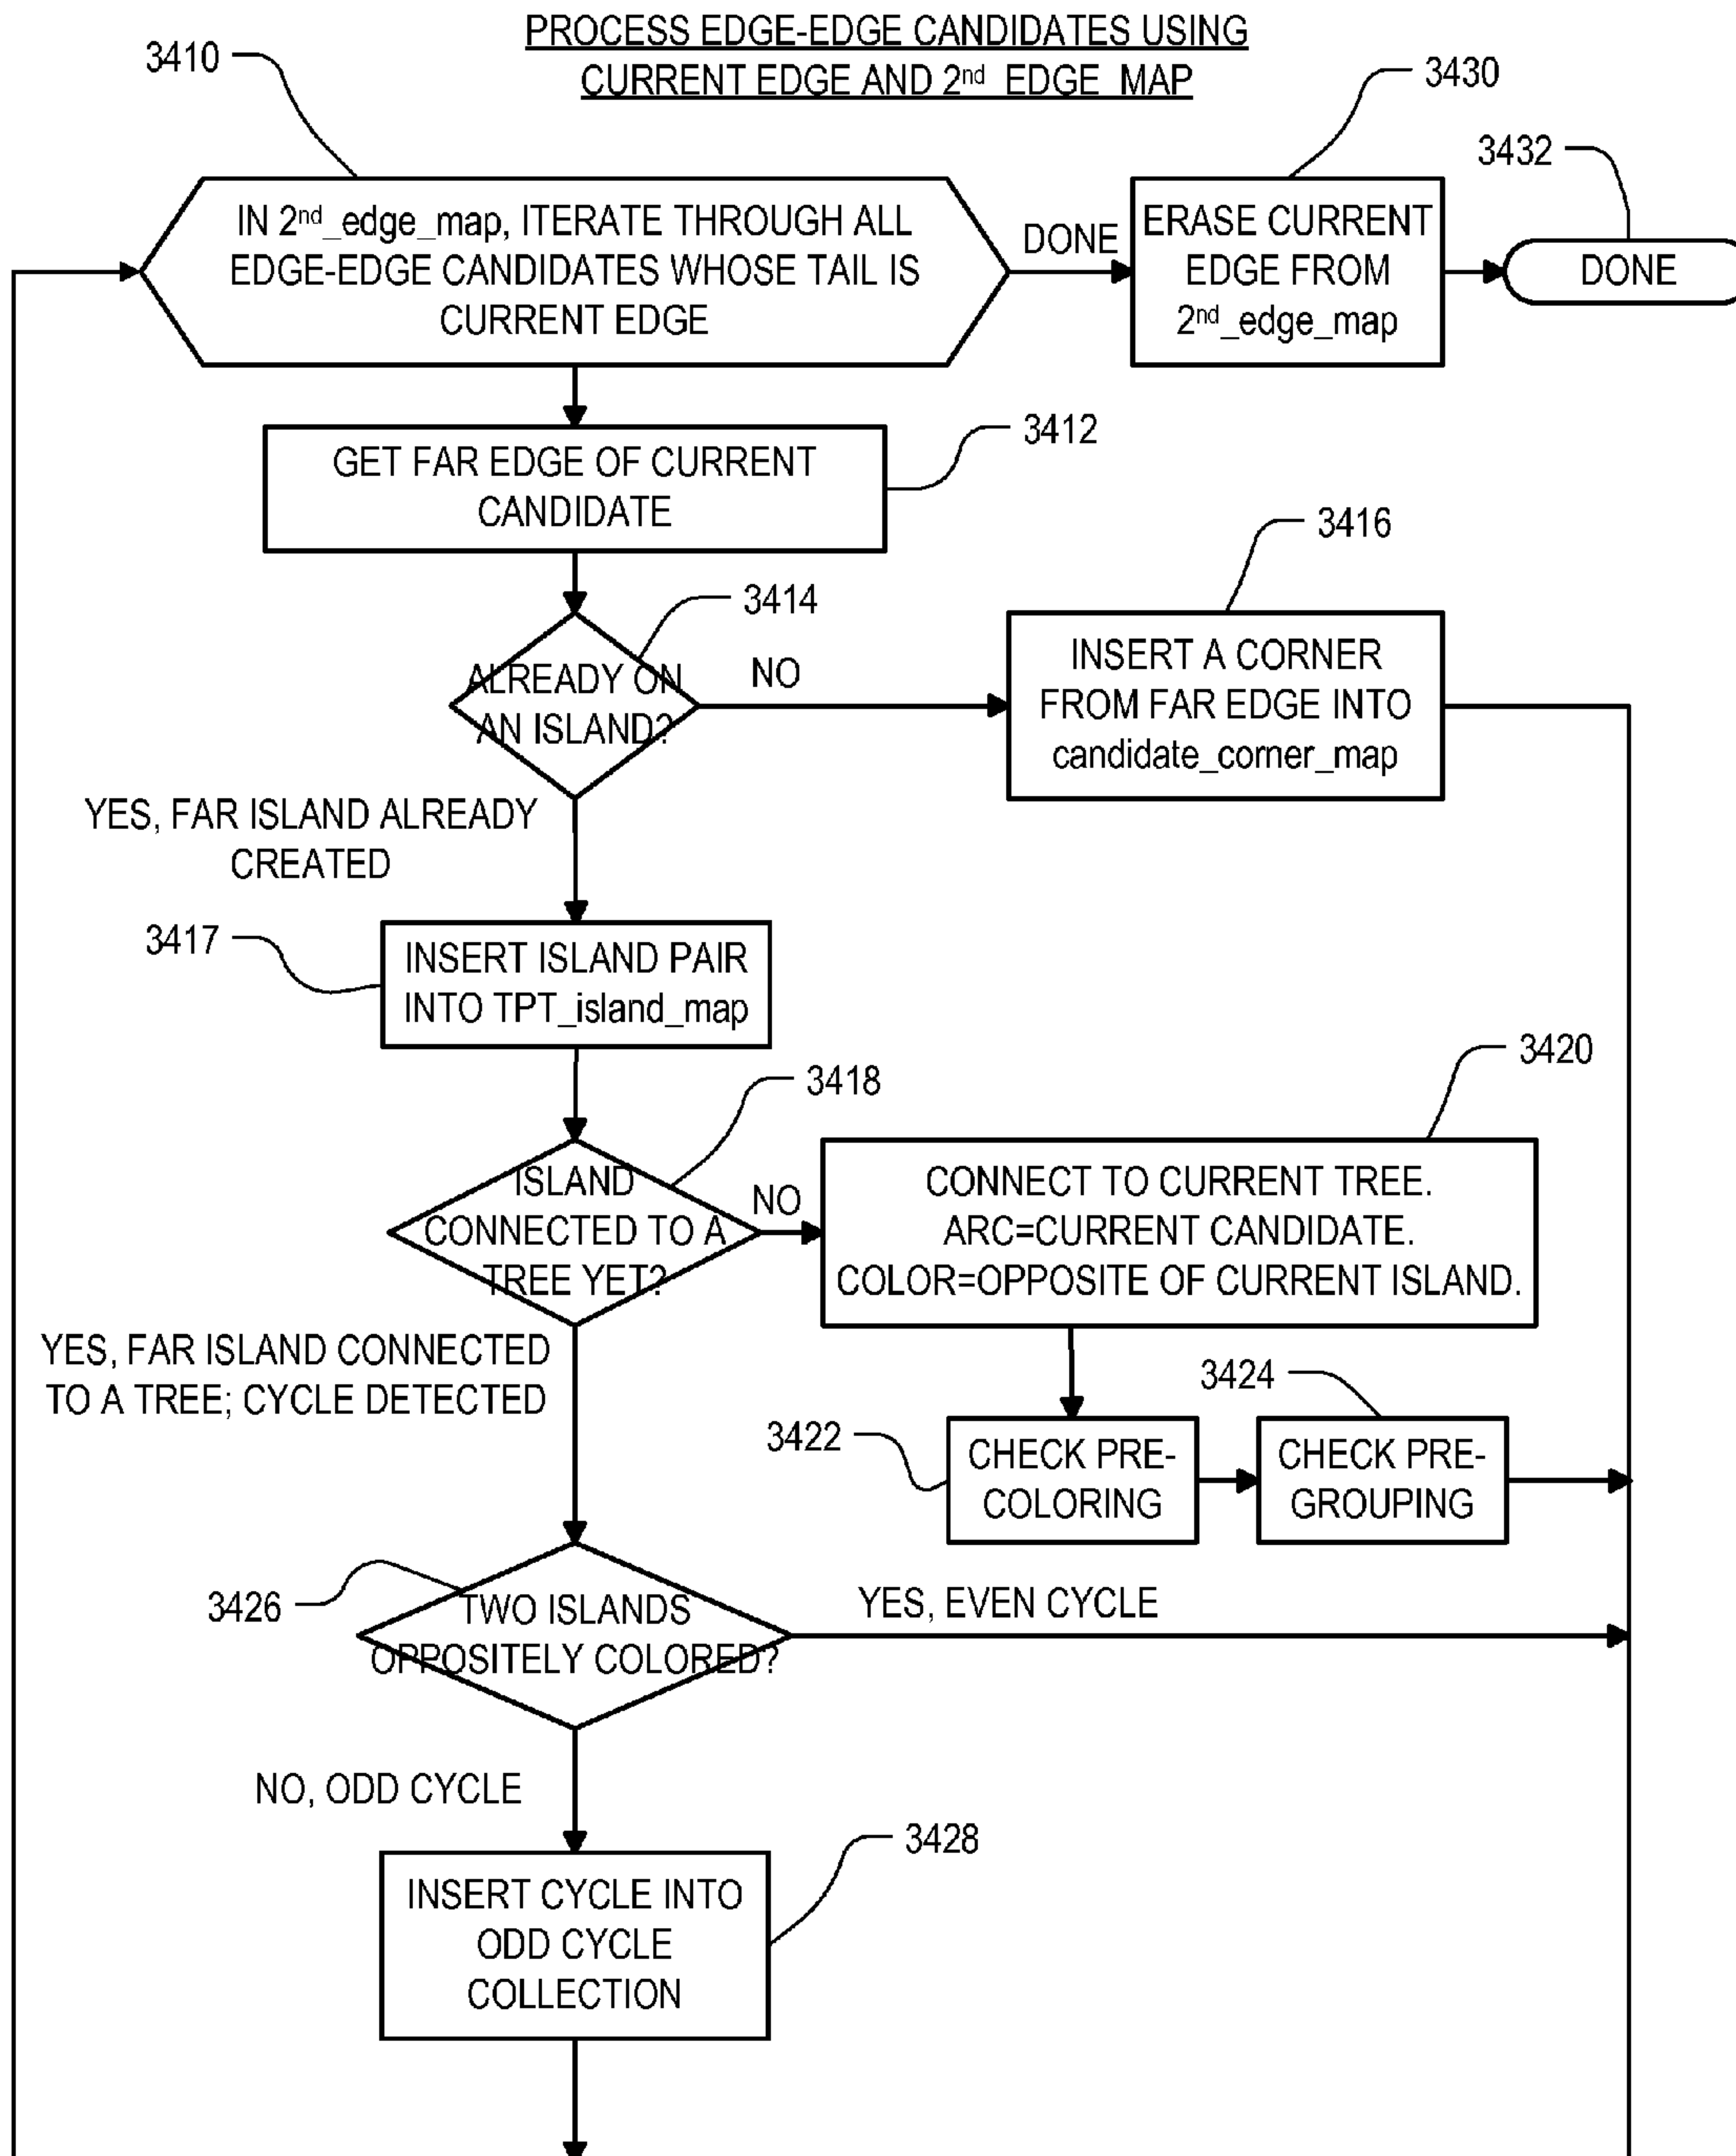 PROCESS EDGE-EDGE CANDIDATES USING
CURRENT EDGE AND 2nd_EDGE_MAP
3410
3430
3432
IN 2nd_edge_map, ITERATE THROUGH ALL
EDGE-EDGE CANDIDATES WHOSE TAIL IS
CURRENT EDGE
DONE
ERASE CURRENT
EDGE FROM
2nd_edge_map
DONE
3412
GET FAR EDGE OF CURRENT
CANDIDATE
3416
3414
ALREADY ON
AN ISLAND?
NO
INSERT A CORNER
FROM FAR EDGE INTO
candidate_corner_map
YES, FAR ISLAND ALREADY
CREATED
3417
INSERT ISLAND PAIR
INTO TPT_island_map
3418
3420
ISLAND
CONNECTED TO A
TREE YET?
NO
CONNECT TO CURRENT TREE.
ARC=CURRENT CANDIDATE.
COLOR=OPPOSITE OF CURRENT ISLAND.
YES, FAR ISLAND CONNECTED
TO A TREE; CYCLE DETECTED
3424
3422
CHECK PRE-
COLORING
CHECK PRE-
GROUPING
3426
TWO ISLANDS
OPPOSITELY COLORED?
YES, EVEN CYCLE
NO, ODD CYCLE
3428
INSERT CYCLE INTO
ODD CYCLE
COLLECTION